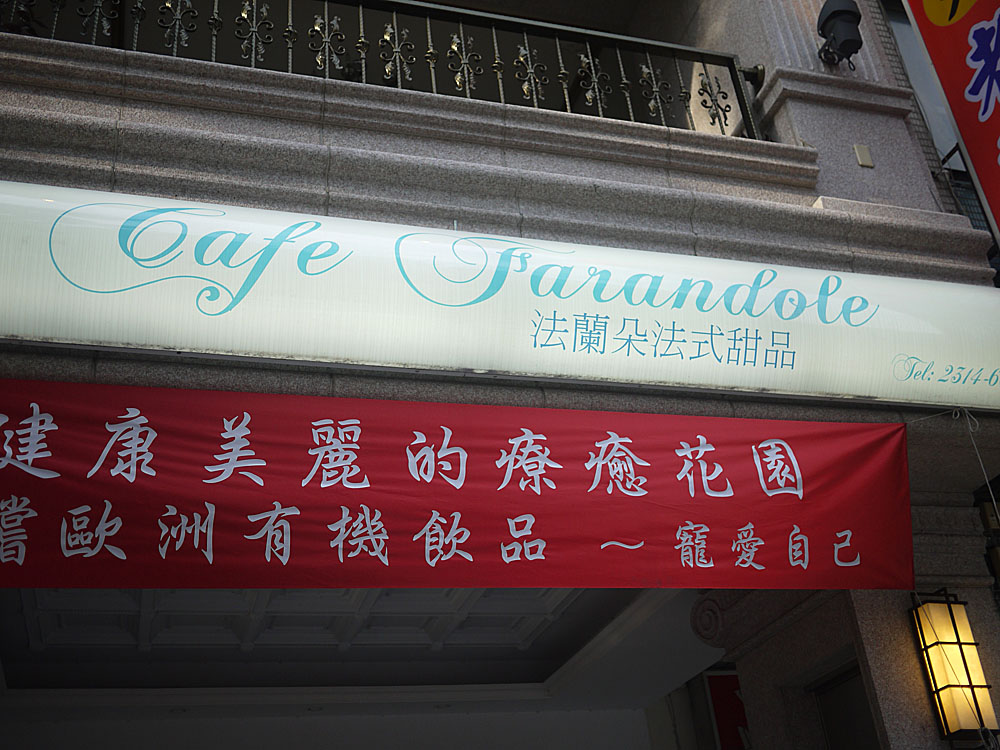 Cafe Farandole
法蘭朵法式甜品
Tel: 2314-6
健康美麗的療癒花園
嚐歐洲有機飲品 ～ 寵愛自己